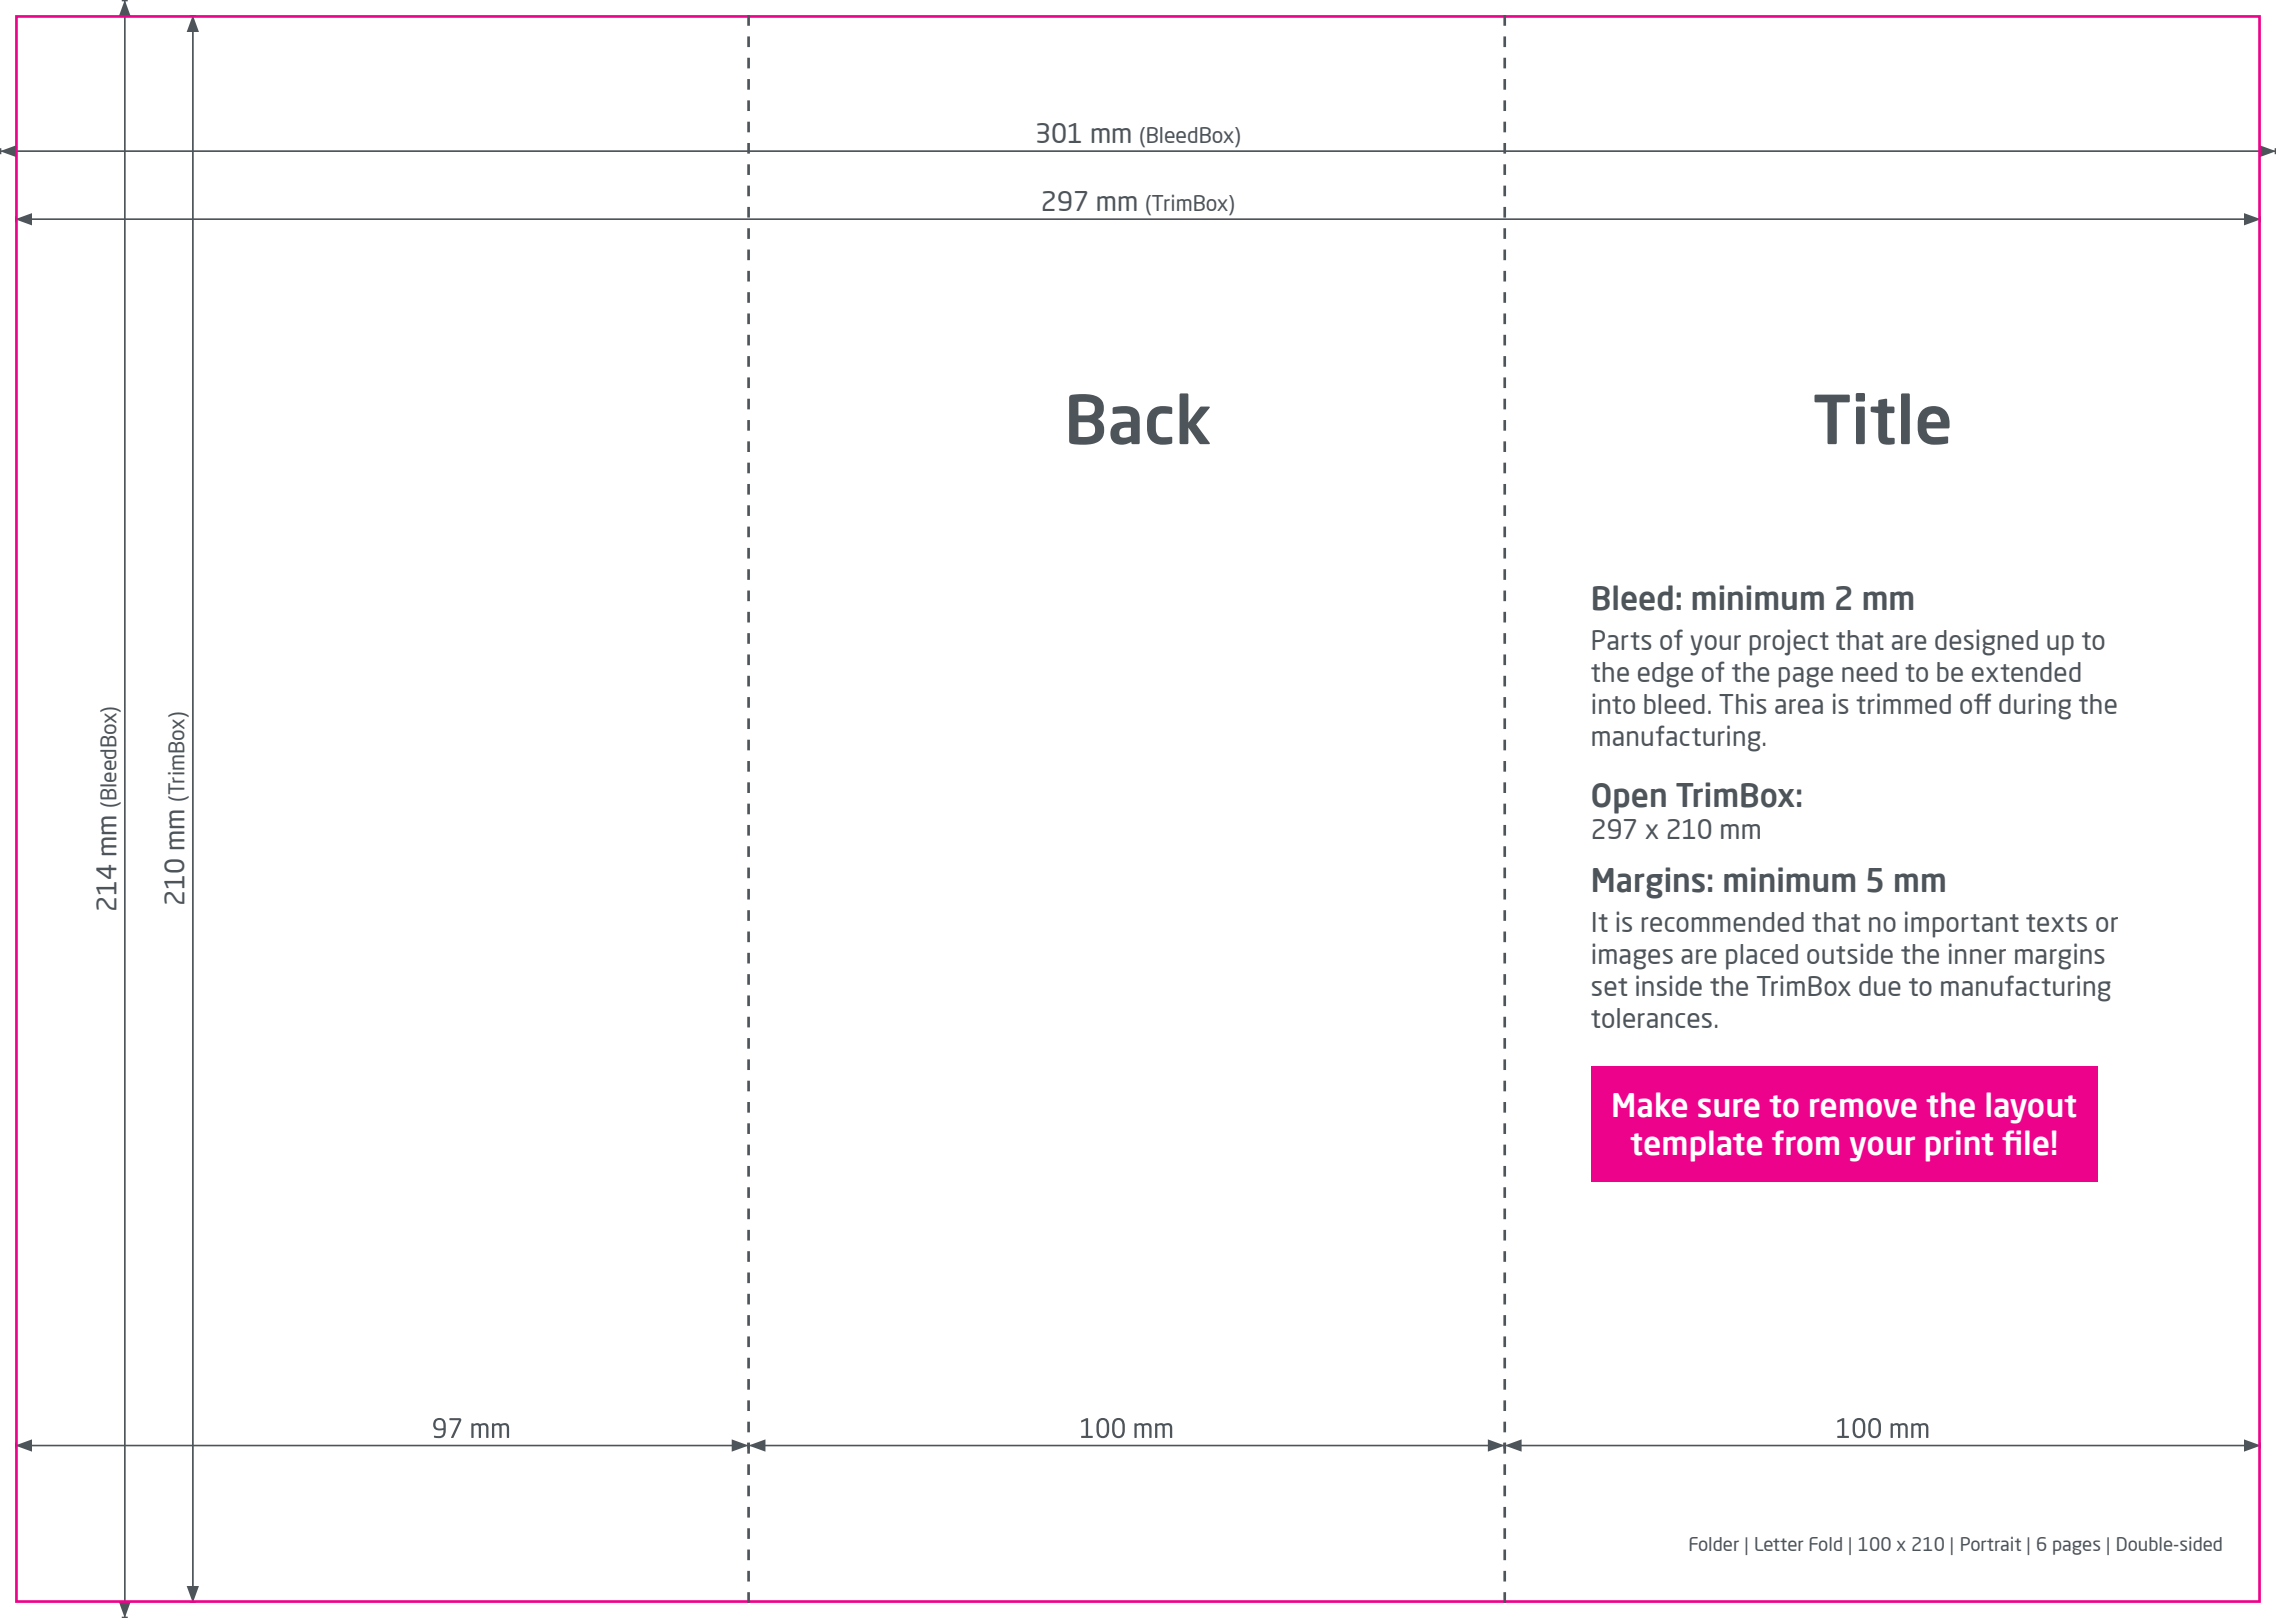 301 mm (BleedBox)
297 mm (TrimBox)
Back
Title
214 mm (BleedBox)
210 mm (TrimBox)
Bleed: minimum 2 mm
Parts of your project that are designed up to
the edge of the page need to be extended
into bleed. This area is trimmed off during the
manufacturing.
Open TrimBox:
297 x 210 mm
Margins: minimum 5 mm
It is recommended that no important texts or
images are placed outside the inner margins
set inside the TrimBox due to manufacturing
tolerances.
Make sure to remove the layout
template from your print file!
97 mm
100 mm
100 mm
Folder | Letter Fold | 100 x 210 | Portrait | 6 pages | Double-sided